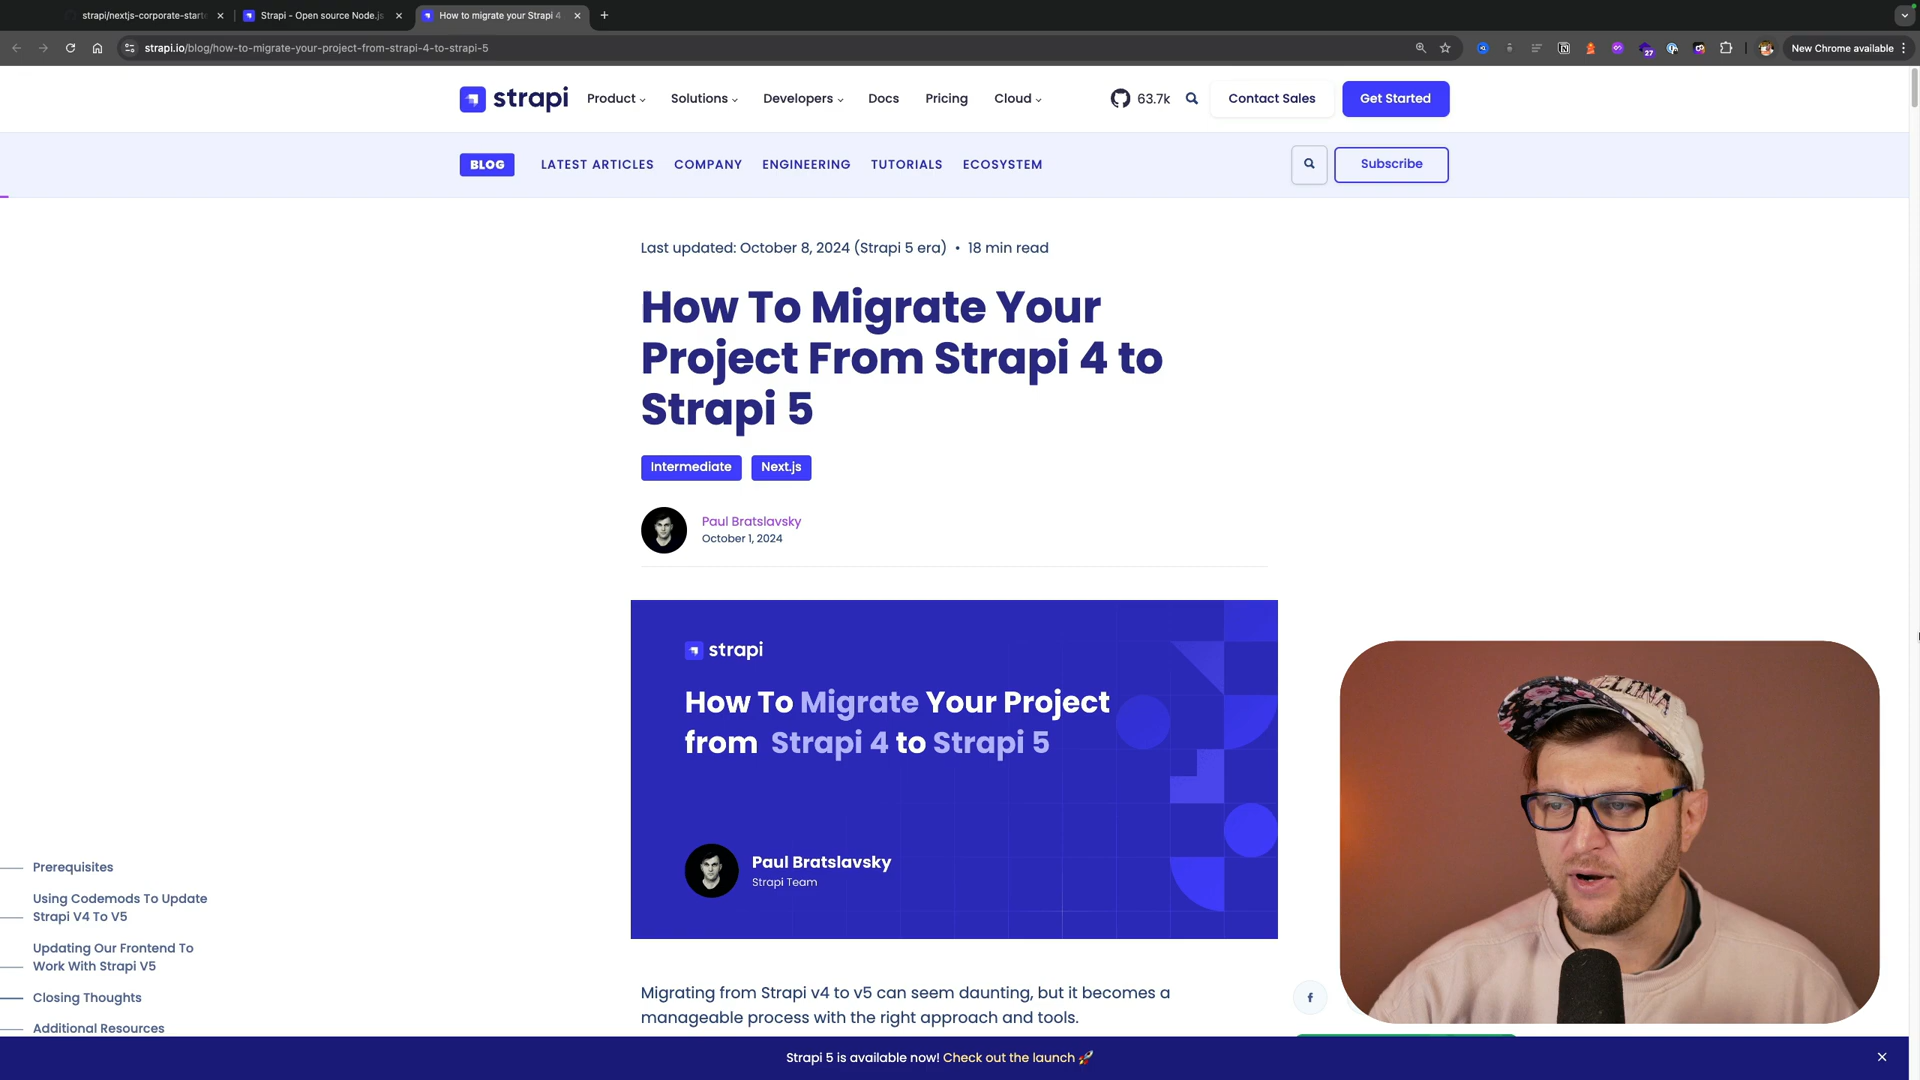 strapi/nextjs-corporate-starte
Strapi - Open source Node.js
How to migrate your Strapi 4
strapi.io/blog/how-to-migrate-your-project-from-strapi-4-to-strapi-5
27
New Chrome available
strapi
Product
Solutions
Developers
Docs
Pricing
Cloud
63.7k
Contact Sales
Get Started
BLOG
LATEST ARTICLES
COMPANY
ENGINEERING
TUTORIALS
ECOSYSTEM
Subscribe
Last updated: October 8, 2024 (Strapi 5 era) • 18 min read
How To Migrate Your
Project From Strapi 4 to
Strapi 5
Intermediate
Next.js
Paul Bratslavsky
October 1, 2024
strapi
How To Migrate Your Project
from Strapi 4 to Strapi 5
Paul Bratslavsky
Strapi Team
Prerequisites
Using Codemods To Update
Strapi V4 To V5
Updating Our Frontend To
Work With Strapi V5
Closing Thoughts
Additional Resources
Migrating from Strapi v4 to v5 can seem daunting, but it becomes a
manageable process with the right approach and tools.
Strapi 5 is available now! Check out the launch 🚀